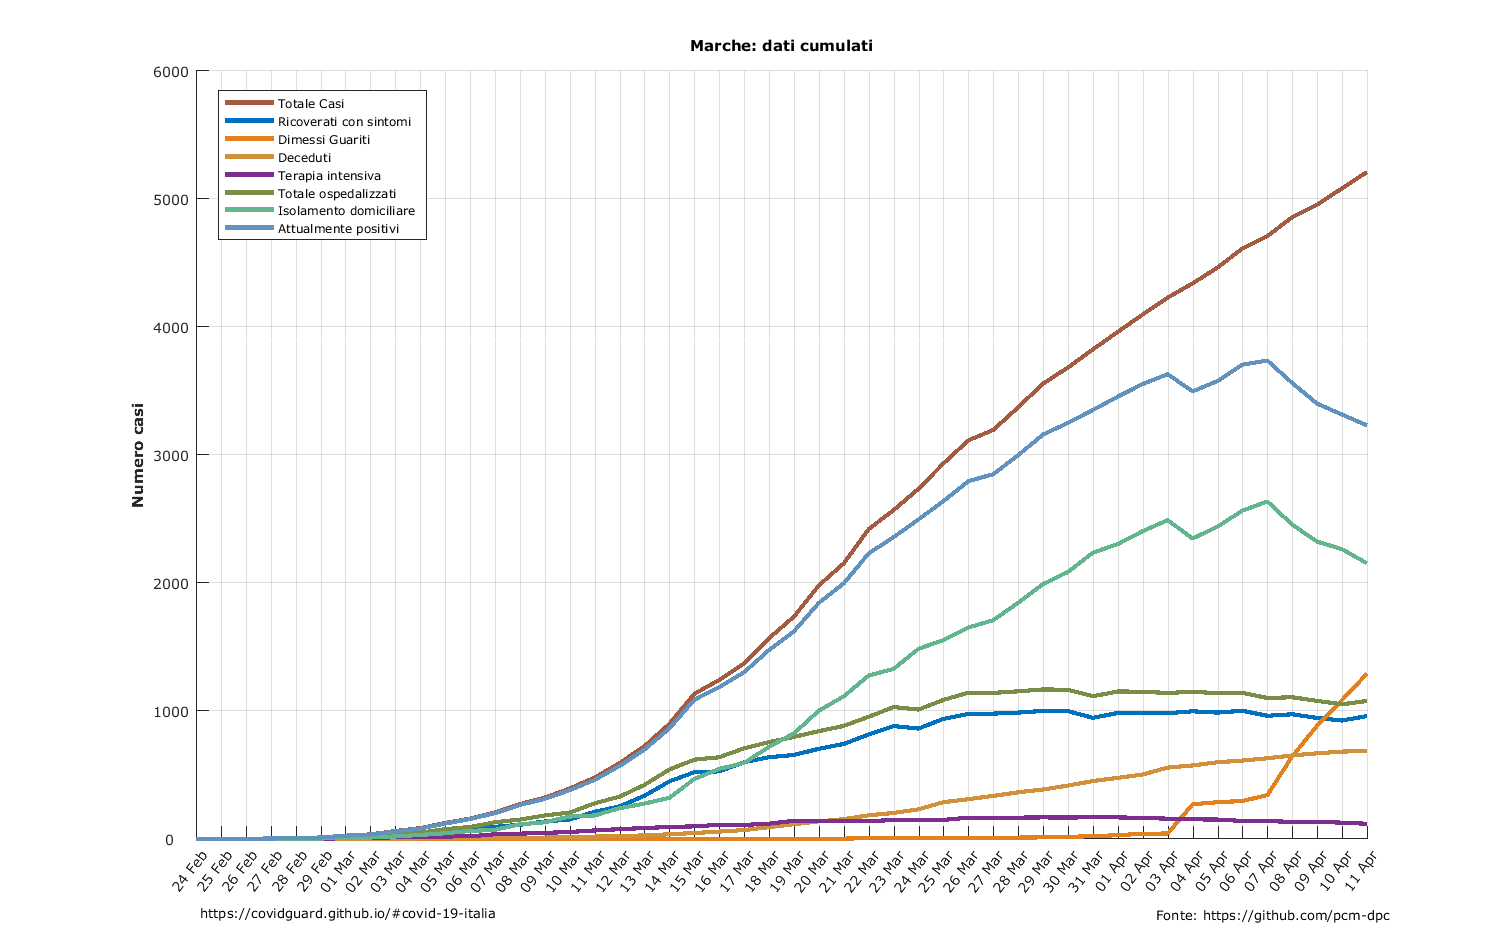 Marche: dati cumulati
6000
5000
4000
3000
2000
1000
0
Numero casi
Totale Casi
Ricoverati con sintomi
Dimessi Guariti
Deceduti
Terapia intensiva
Totale ospedalizzati
Isolamento domiciliare
Attualmente positivi
24 Feb
25 Feb
26 Feb
27 Feb
28 Feb
29 Feb
01 Mar
02 Mar
03 Mar
04 Mar
05 Mar
06 Mar
07 Mar
08 Mar
09 Mar
10 Mar
11 Mar
12 Mar
13 Mar
14 Mar
15 Mar
16 Mar
17 Mar
18 Mar
19 Mar
20 Mar
21 Mar
22 Mar
23 Mar
24 Mar
25 Mar
26 Mar
27 Mar
28 Mar
29 Mar
30 Mar
31 Mar
01 Apr
02 Apr
03 Apr
04 Apr
05 Apr
06 Apr
07 Apr
08 Apr
09 Apr
10 Apr
11 Apr
https://covidguard.github.io/#covid-19-italia
Fonte: https://github.com/pcm-dpc